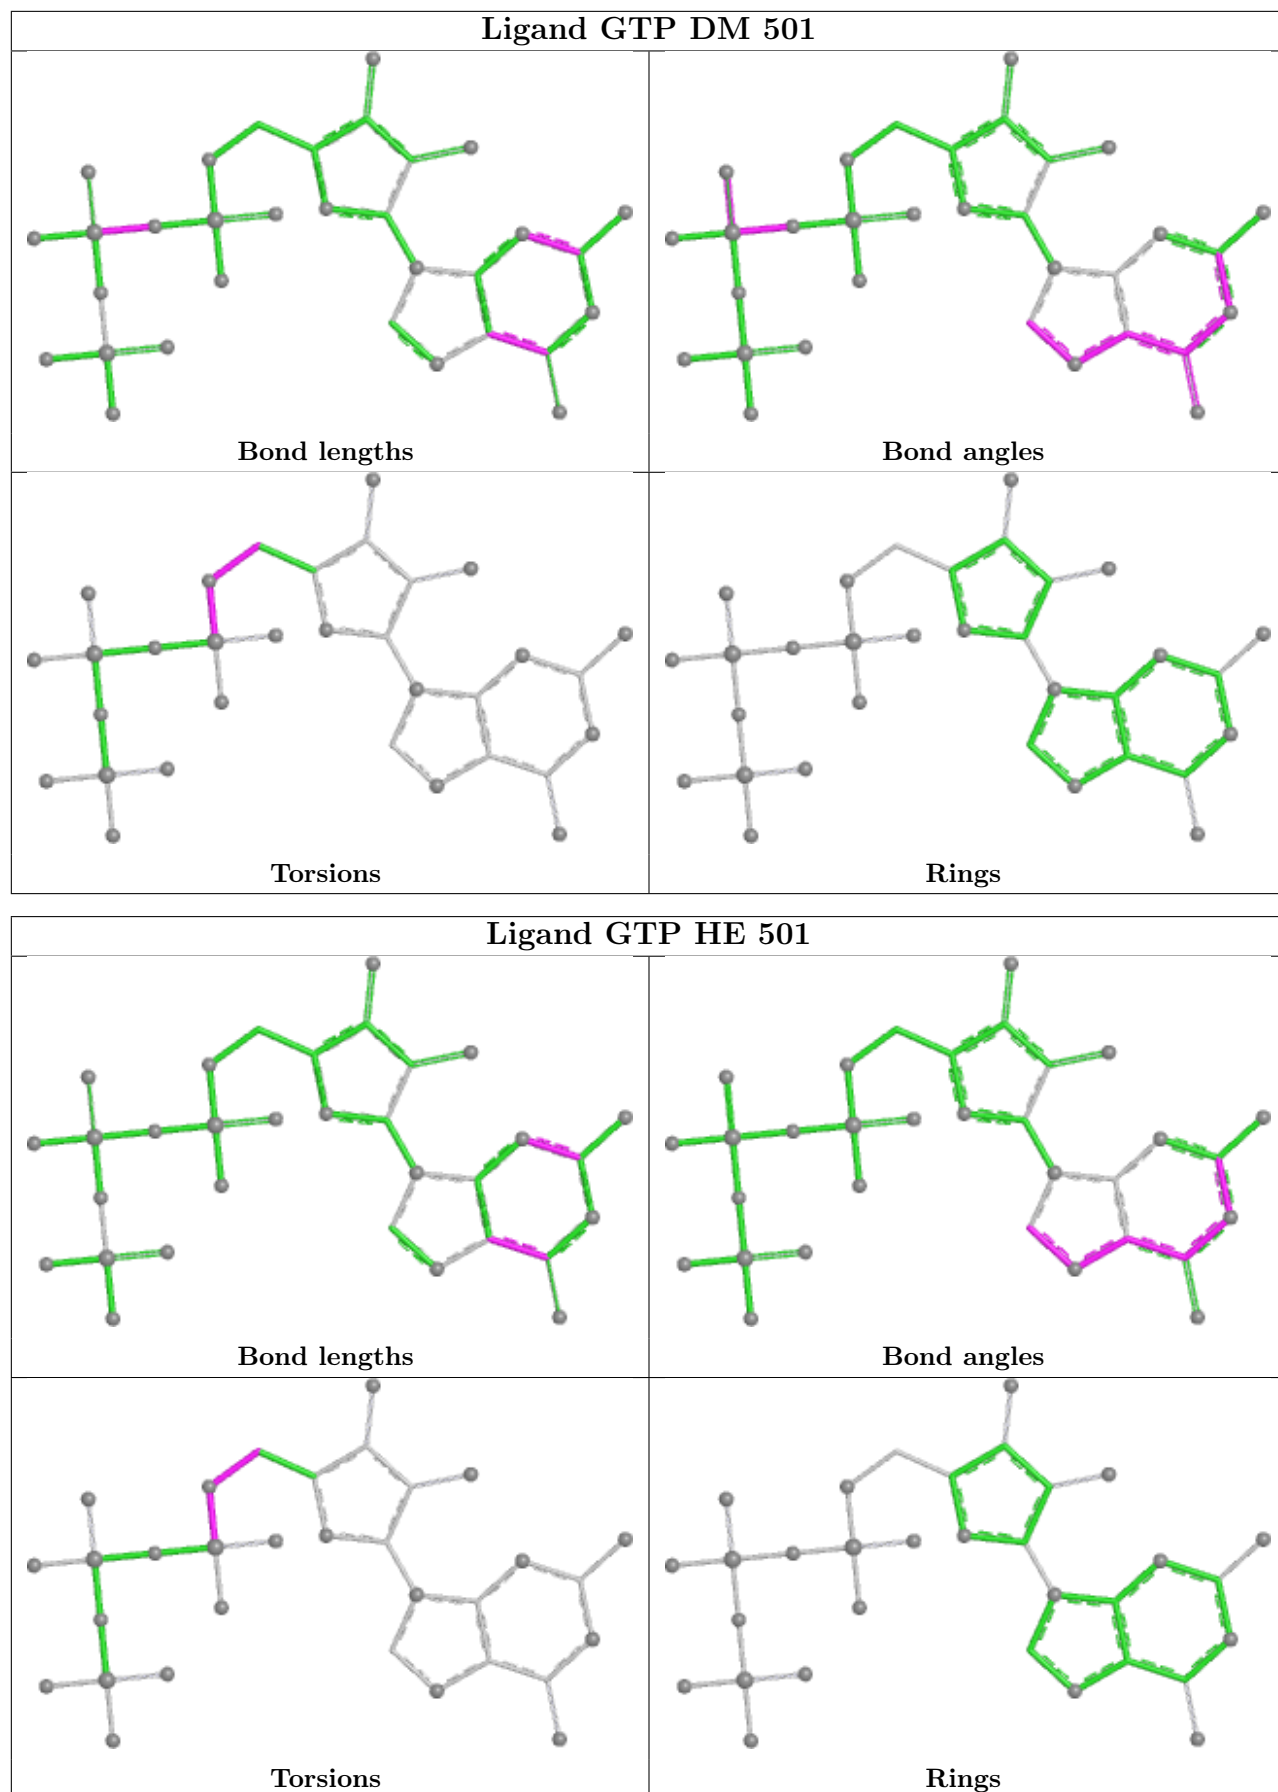 Ligand GTP DM 501
Bond lengths
Bond angles
Torsions
Rings
Ligand GTP HE 501
Bond lengths
Bond angles
Torsions
Rings